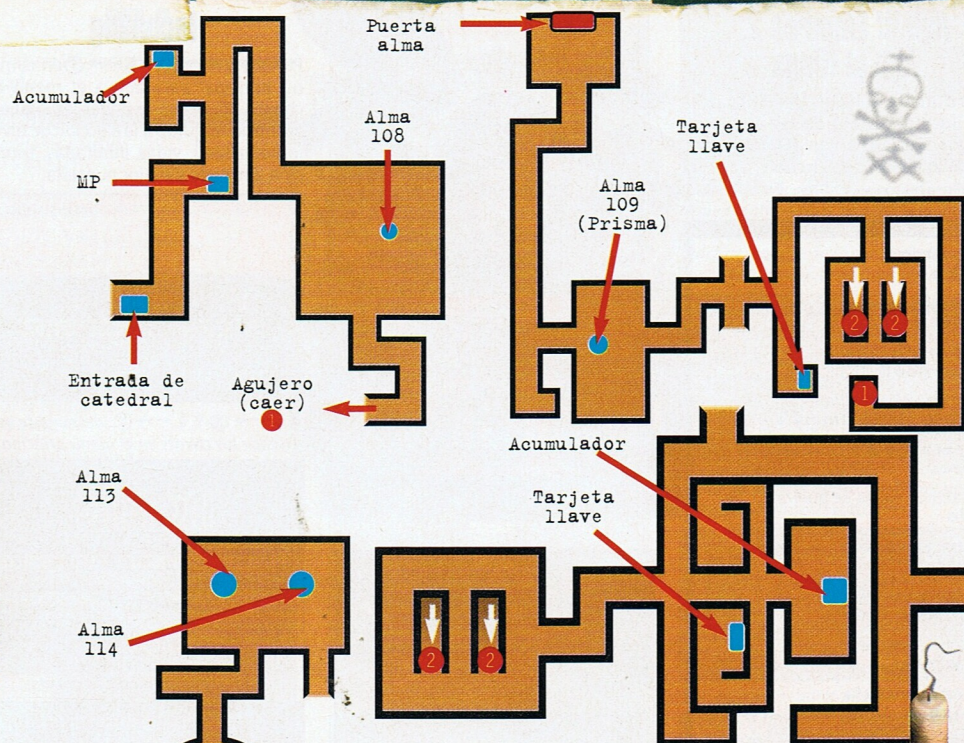 Puerta
alma
Acumulador
Alma
108
Tarjeta
llave
MP
Alma
109
(Prisma)
2 2
Entrada de
catedral
Agujero
(caer)
1
1
Acumulador
Alma
113
Tarjeta
llave
Alma
114
2 2